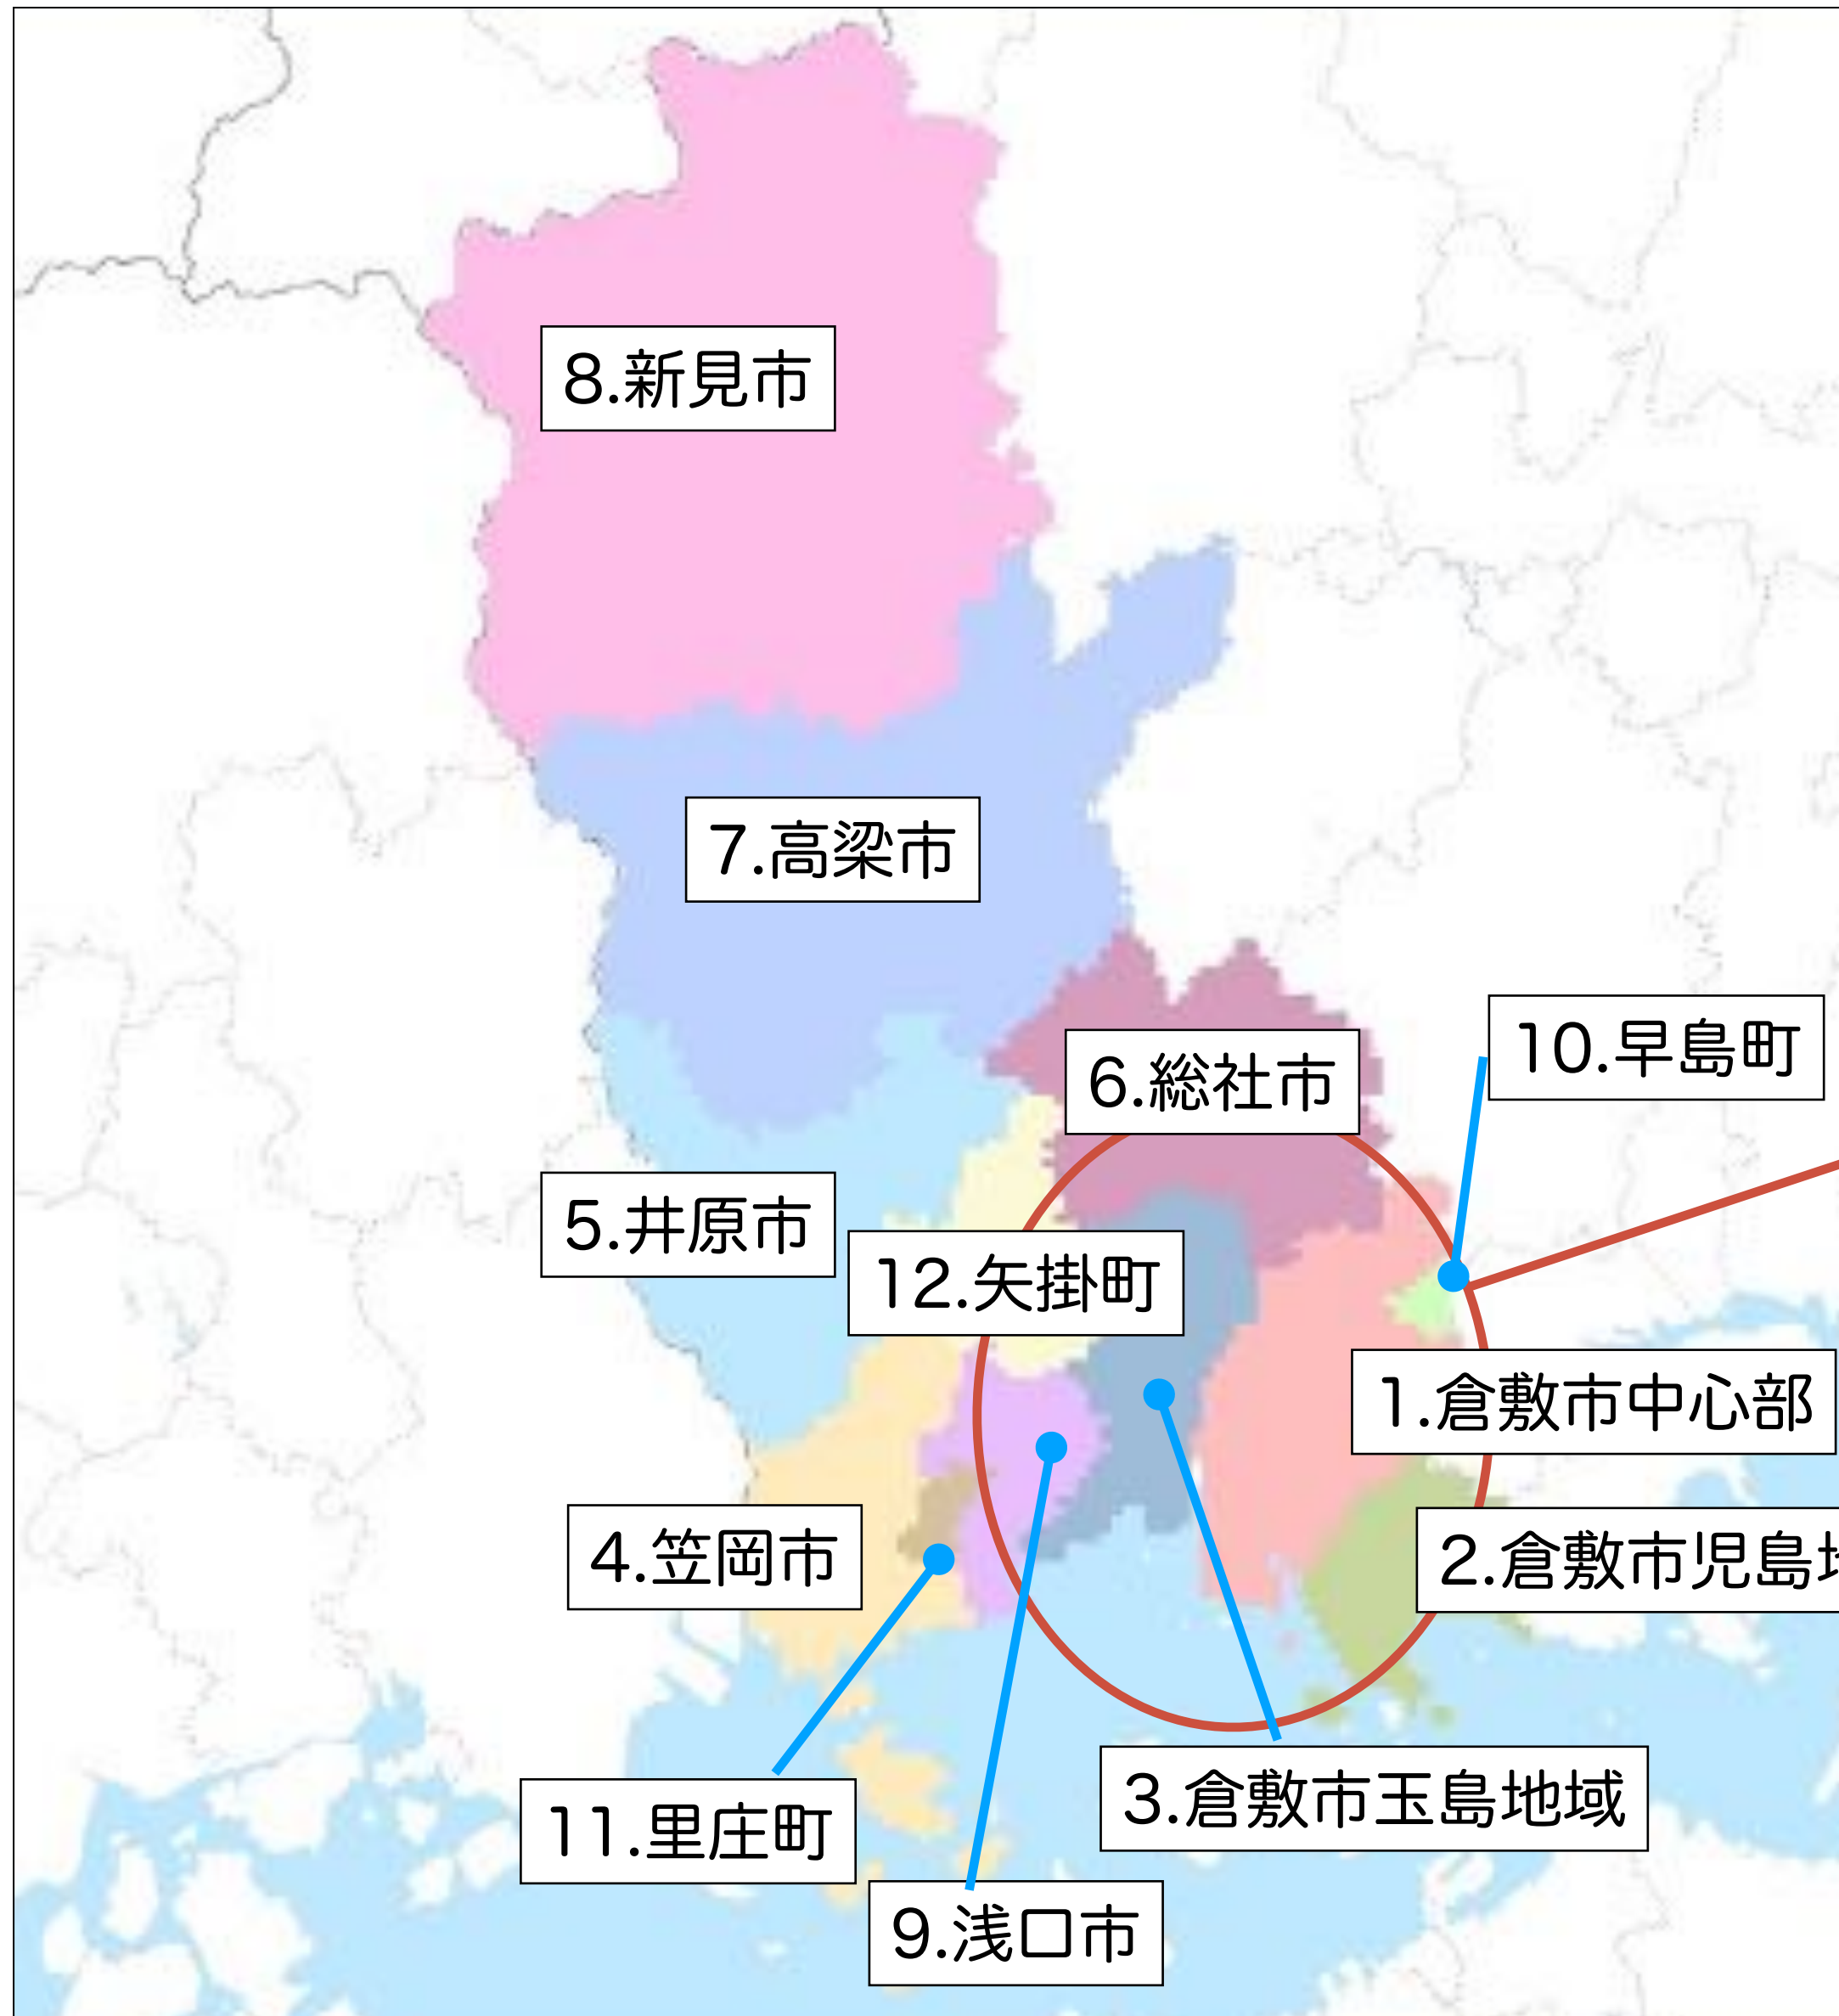 8.新見市
7.高梁市
10.早島町
6.総社市
5.井原市
12.矢掛町
1.倉敷市中心部
2.倉敷市児島
4.笠岡市
3.倉敷市玉島地域
11.里庄町
9.浅口市